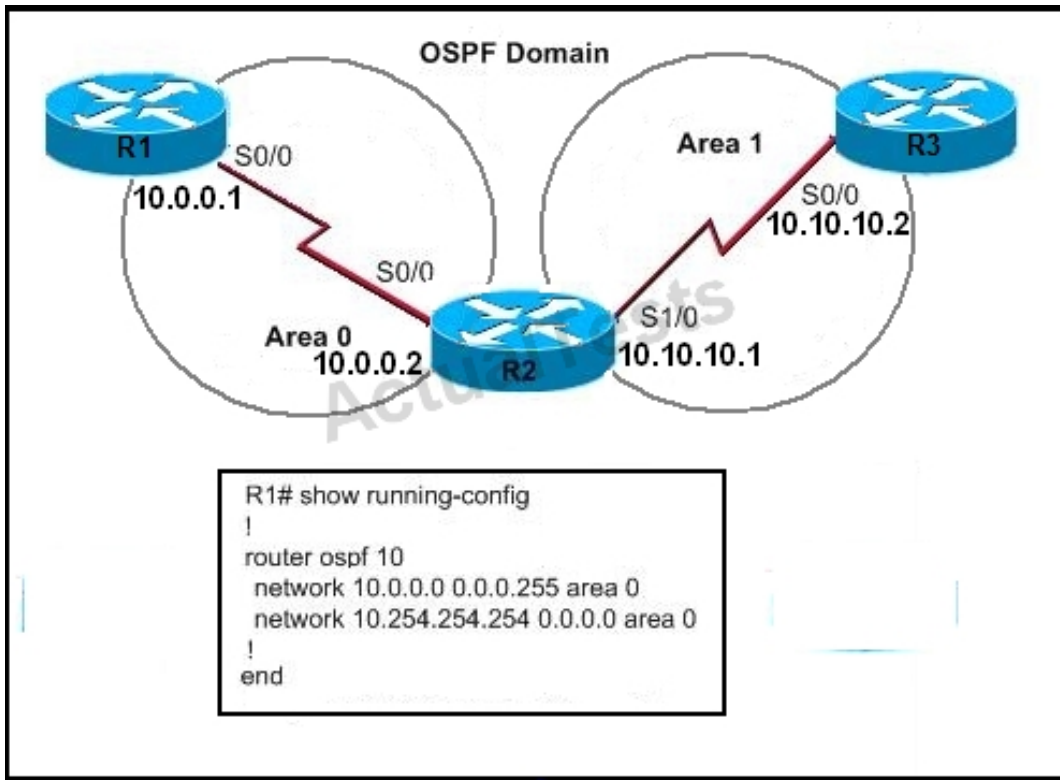 OSPF Domain
R1
S0/0
10.0.0.1
Area 1
R3
S0/0
10.10.10.2
S0/0
Area 0
10.0.0.2
R2
S1/0
10.10.10.1
ActualTests
R1# show running-config
!
router ospf 10
network 10.0.0.0 0.0.0.255 area 0
network 10.254.254.254 0.0.0.0 area 0
!
end